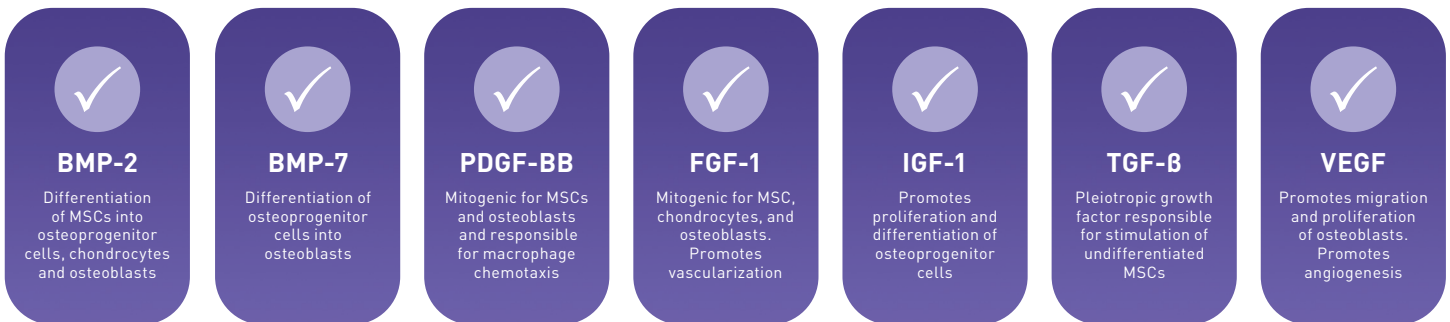 BMP-2
Differentiation
of MSCs into
osteoprogenitor
cells, chondrocytes
and osteoblasts
BMP-7
Differentiation of
osteoprogenitor
cells into
osteoblasts
PDGF-BB
Mitogenic for MSCs
and osteoblasts
and responsible
for macrophage
chemotaxis
FGF-1
Mitogenic for MSC,
chondrocytes, and
osteoblasts.
Promotes
vascularization
IGF-1
Promotes
proliferation and
differentiation of
osteoprogenitor
cells
TGF-ß
Pleiotropic growth
factor responsible
for stimulation of
undifferentiated
MSCs
VEGF
Promotes migration
and proliferation
of osteoblasts.
Promotes
angiogenesis